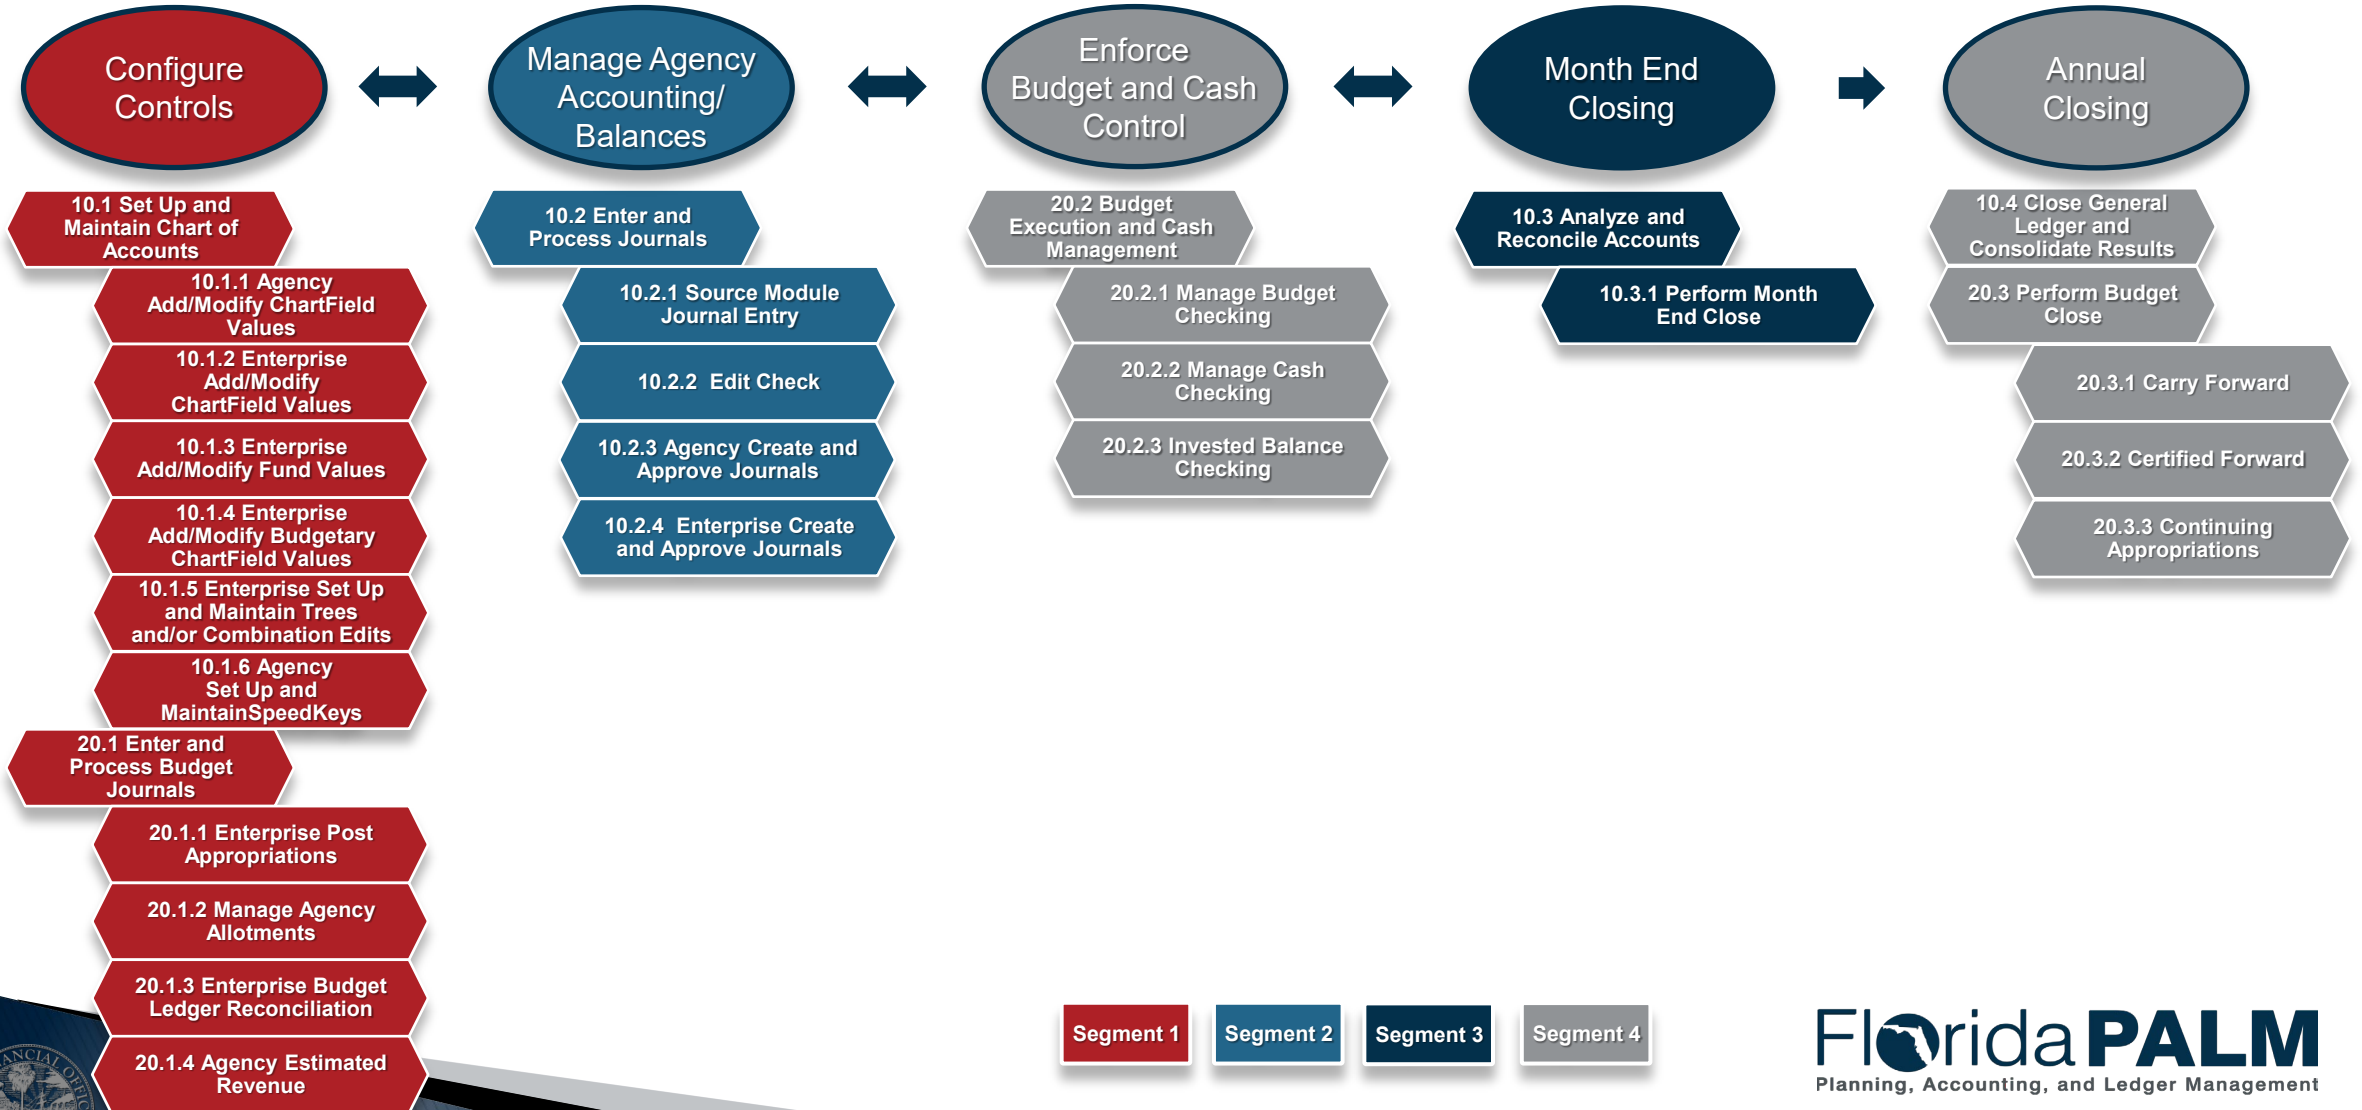 Configure
Controls
Manage Agency
Accounting/
Balances
Enforce
Budget and Cash
Control
Month End
Closing
Annual
Closing
10.1 Set Up and
Maintain Chart of
Accounts
10.1.1 Agency
Add/Modify ChartField
Values
10.1.2 Enterprise
Add/Modify
ChartField Values
10.1.3 Enterprise
Add/Modify Fund Values
10.1.4 Enterprise
Add/Modify Budgetary
ChartField Values
10.1.5 Enterprise Set Up
and Maintain Trees
and/or Combination Edits
10.1.6 Agency
Set Up and
MaintainSpeedKeys
20.1 Enter and
Process Budget
Journals
20.1.1 Enterprise Post
Appropriations
20.1.2 Manage Agency
Allotments
20.1.3 Enterprise Budget
Ledger Reconciliation
20.1.4 Agency Estimated
Revenue
10.2 Enter and
Process Journals
10.2.1 Source Module
Journal Entry
10.2.2 Edit Check
10.2.3 Agency Create and
Approve Journals
10.2.4 Enterprise Create
and Approve Journals
20.2 Budget
Execution and Cash
Management
20.2.1 Manage Budget
Checking
20.2.2 Manage Cash
Checking
20.2.3 Invested Balance
Checking
10.3 Analyze and
Reconcile Accounts
10.3.1 Perform Month
End Close
10.4 Close General
Ledger and
Consolidate Results
20.3 Perform Budget
Close
20.3.1 Carry Forward
20.3.2 Certified Forward
20.3.3 Continuing
Appropriations
Segment 1
Segment 2
Segment 3
Segment 4
Florida PALM
Planning, Accounting, and Ledger Management